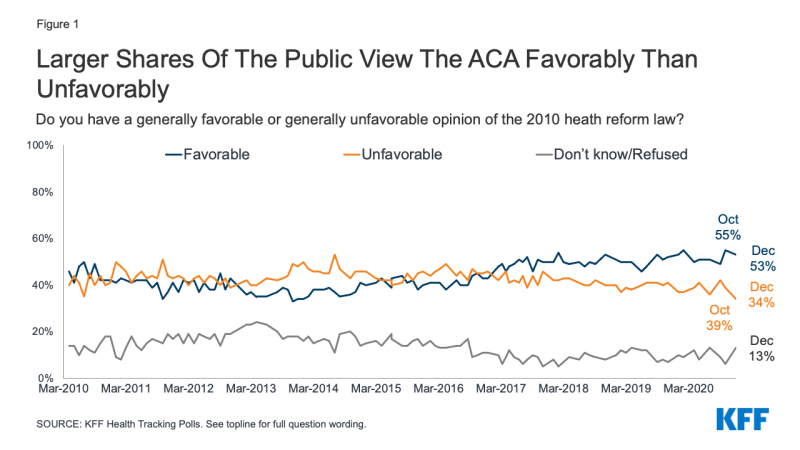 Figure 1
Larger Shares Of The Public View The ACA Favorably Than
Unfavorably
Do you have a generally favorable or generally unfavorable opinion of the 2010 heath reform law?
100%
Favorable
Unfavorable
Don’t know/Refused
80%
60%
40%
20%
0%
Oct
55%
Dec
53%
Dec
34%
Oct
39%
Dec
13%
Mar-2010
Mar-2011
Mar-2012
Mar-2013
Mar-2014
Mar-2015
Mar-2016
Mar-2017
Mar-2018
Mar-2019
Mar-2020
SOURCE: KFF Health Tracking Polls. See topline for full question wording.
KFF